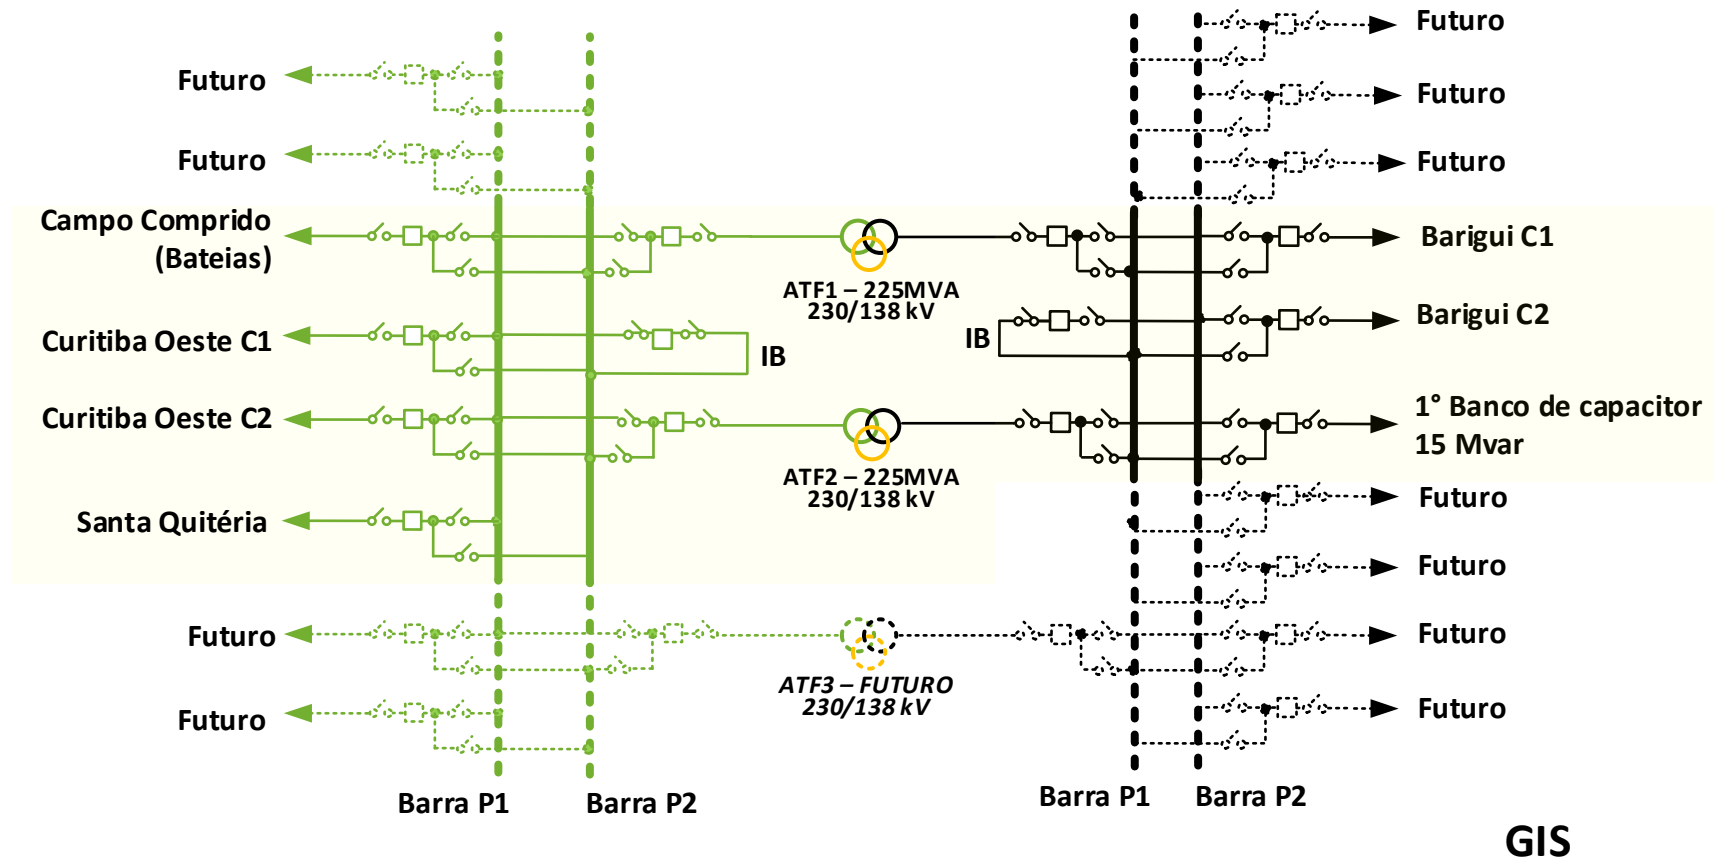 Futuro
Futuro
Campo Comprido
(Bateias)
Curitiba Oeste C1
Curitiba Oeste C2
Santa Quitéria
Futuro
Futuro
IB
ATF1 – 225MVA
230/138 kV
ATF2 – 225MVA
230/138 kV
ATF3 – FUTURO
230/138 kV
IB
Futuro
Futuro
Futuro
Barigui C1
Barigui C2
1° Banco de capacitor
15 Mvar
Futuro
Futuro
Futuro
Futuro
Barra P1
Barra P2
Barra P1
Barra P2
GIS